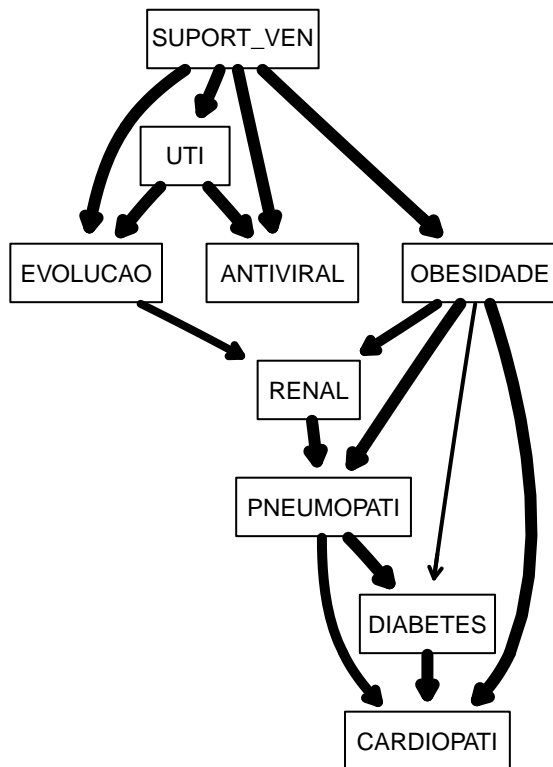 SUPORT_VEN
UTI
EVOLUCAO
ANTIVIRAL
OBESIDADE
RENAL
PNEUMOPATI
DIABETES
CARDIOPATI